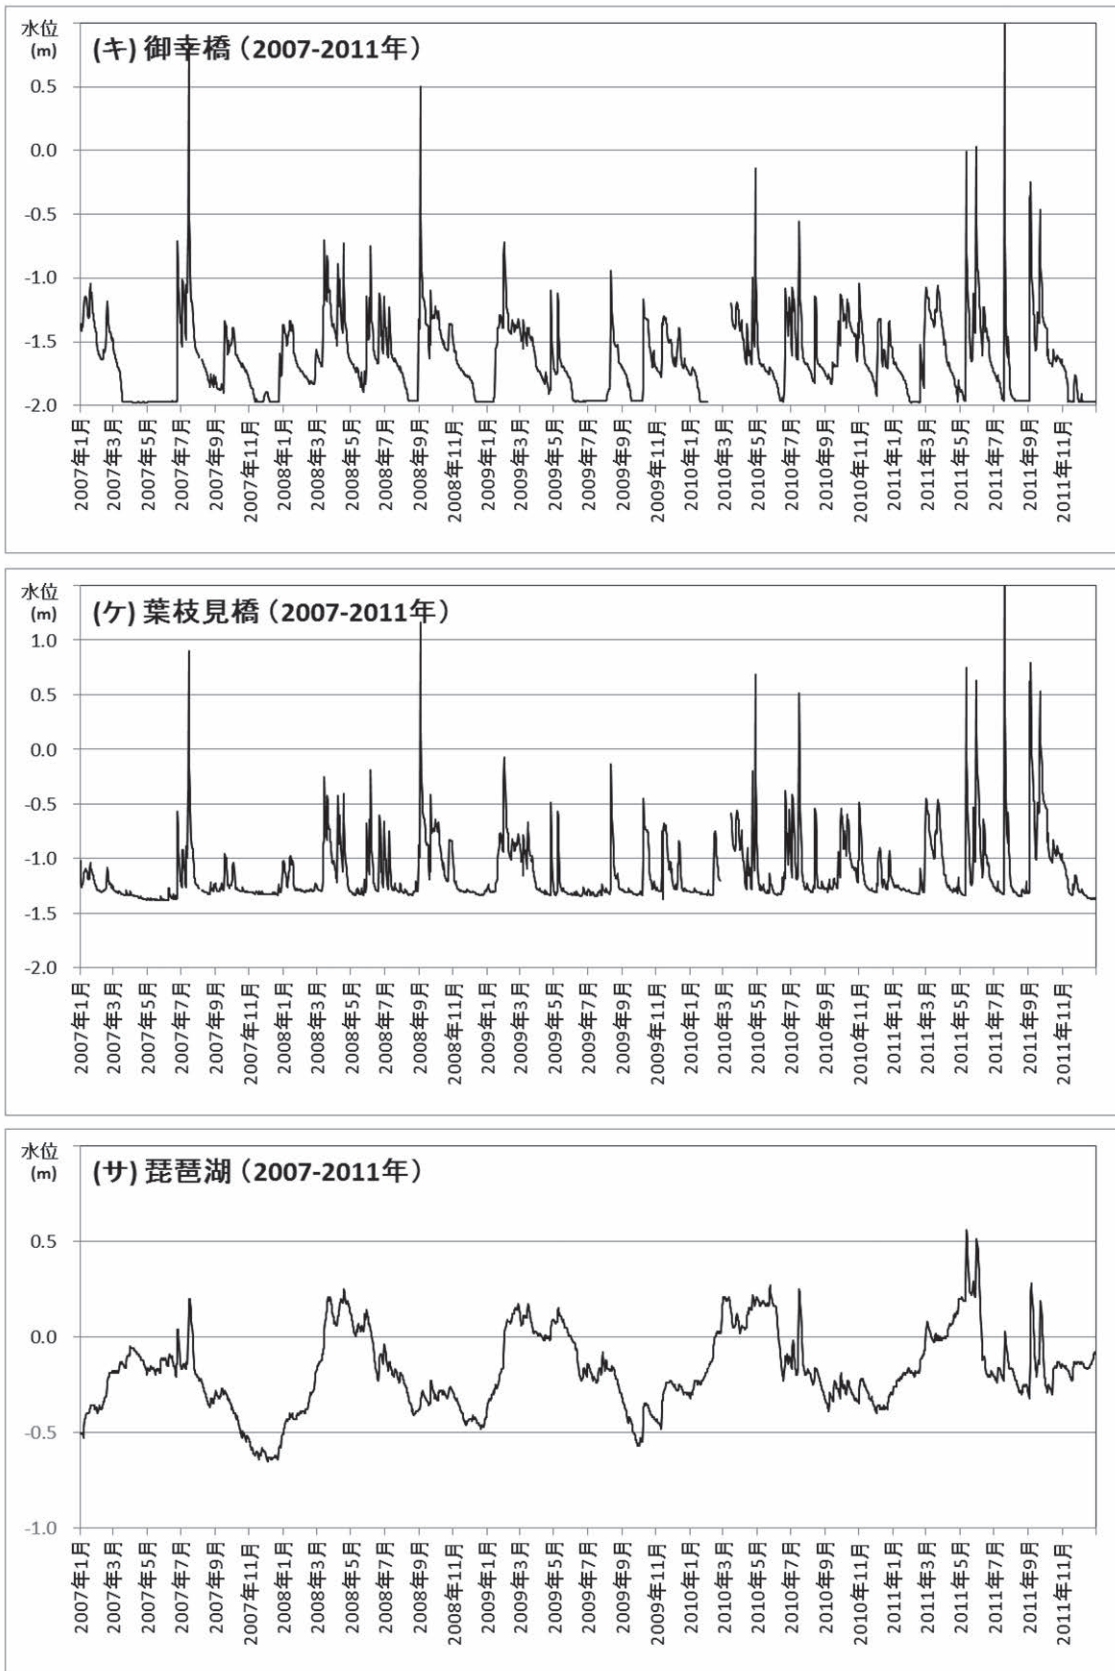 水位
(m)
(キ) 御幸橋（2007-2011年）
0.5
0.0
-0.5
-1.0
-1.5
-2.0
2007年1月
2007年3月
2007年5月
2007年7月
2007年9月
2007年11月
2008年1月
2008年3月
2008年5月
2008年7月
2008年9月
2008年11月
2009年1月
2009年3月
2009年5月
2009年7月
2009年9月
2009年11月
2010年1月
2010年3月
2010年5月
2010年7月
2010年9月
2010年11月
2011年1月
2011年3月
2011年5月
2011年7月
2011年9月
2011年11月
水位
(m)
(ケ) 葉枝見橋（2007-2011年）
1.0
0.5
0.0
-0.5
-1.0
-1.5
-2.0
2007年1月
2007年3月
2007年5月
2007年7月
2007年9月
2007年11月
2008年1月
2008年3月
2008年5月
2008年7月
2008年9月
2008年11月
2009年1月
2009年3月
2009年5月
2009年7月
2009年9月
2009年11月
2010年1月
2010年3月
2010年5月
2010年7月
2010年9月
2010年11月
2011年1月
2011年3月
2011年5月
2011年7月
2011年9月
2011年11月
水位
(m)
(サ) 琵琶湖（2007-2011年）
0.5
0.0
-0.5
-1.0
2007年1月
2007年3月
2007年5月
2007年7月
2007年9月
2007年11月
2008年1月
2008年3月
2008年5月
2008年7月
2008年9月
2008年11月
2009年1月
2009年3月
2009年5月
2009年7月
2009年9月
2009年11月
2010年1月
2010年3月
2010年5月
2010年7月
2010年9月
2010年11月
2011年1月
2011年3月
2011年5月
2011年7月
2011年9月
2011年11月